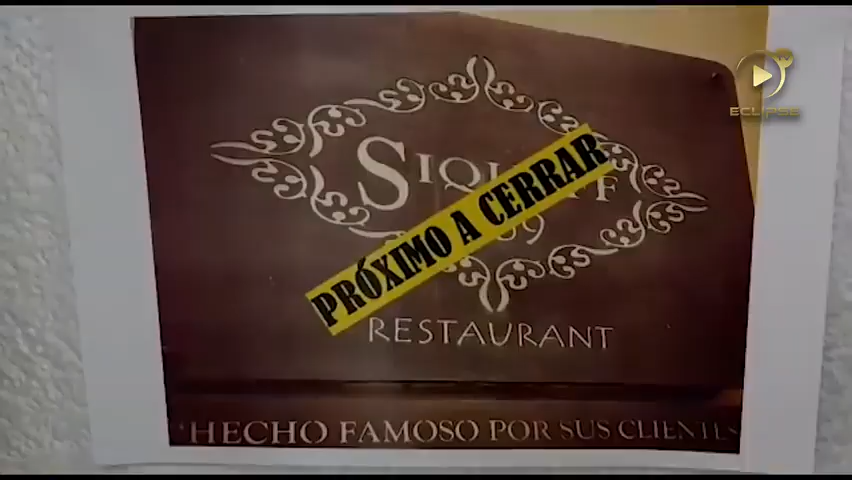 ECLIPSE
PRÓXIMO A CERRAR
RESTAURANT
"HECHO FAMOSO POR SUS CLIENTES